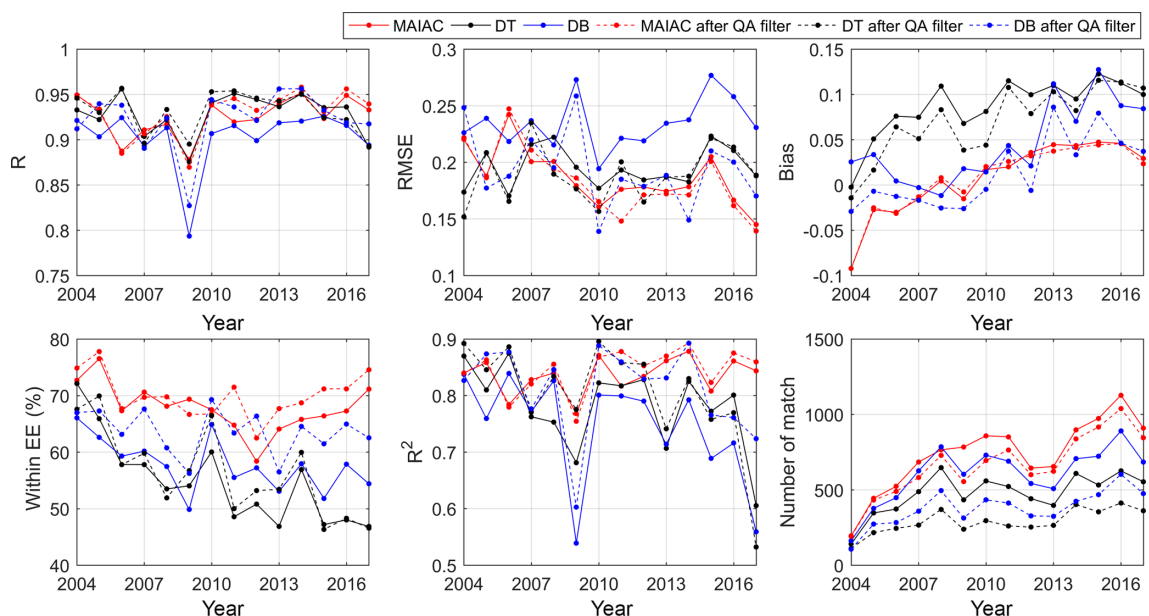 MAIAC DT DB MAIAC after QA filter DT after QA filter DB after QA filter
1
0.95
0.9
0.85
0.8
0.75
R
2004 2007 2010 2013 2016
Year
0.3
0.25
0.2
0.15
0.1
RMSE
2004 2007 2010 2013 2016
Year
0.15
0.1
0.05
0
-0.05
-0.1
Bias
2004 2007 2010 2013 2016
Year
80
70
60
50
40
Within EE (%)
2004 2007 2010 2013 2016
Year
0.9
0.8
0.7
0.6
0.5
R²
2004 2007 2010 2013 2016
Year
1500
1000
500
0
Number of match
2004 2007 2010 2013 2016
Year